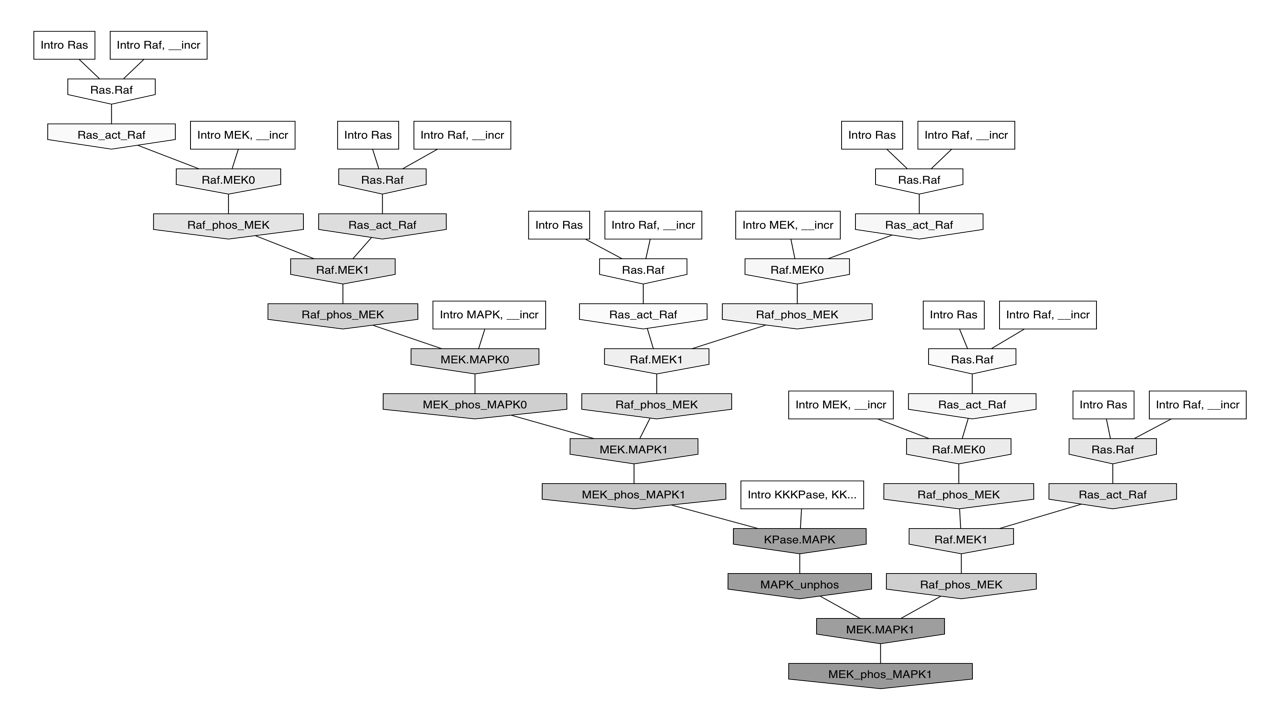 Intro Ras
Intro Raf, __incr
Ras.Raf
Ras_act_Raf
Intro MEK, __incr
Intro Ras
Intro Raf, __incr
Intro Ras
Intro Raf, __incr
Raf.MEK0
Ras.Raf
Ras.Raf
Raf_phos_MEK
Ras_act_Raf
Intro Ras
Intro Raf, __incr
Intro MEK, __incr
Ras_act_Raf
Raf.MEK1
Ras.Raf
Raf.MEK0
Raf_phos_MEK
Intro MAPK, __incr
Ras_act_Raf
Raf_phos_MEK
Intro Ras
Intro Raf, __incr
MEK.MAPK0
Raf.MEK1
Ras.Raf
MEK_phos_MAPK0
Raf_phos_MEK
Intro MEK, __incr
Ras_act_Raf
Intro Ras
Intro Raf, __incr
MEK.MAPK1
Raf.MEK0
Ras.Raf
MEK_phos_MAPK1
Intro KKKPase, KK...
Raf_phos_MEK
Ras_act_Raf
KPase.MAPK
Raf.MEK1
MAPK_unphos
Raf_phos_MEK
MEK.MAPK1
MEK_phos_MAPK1